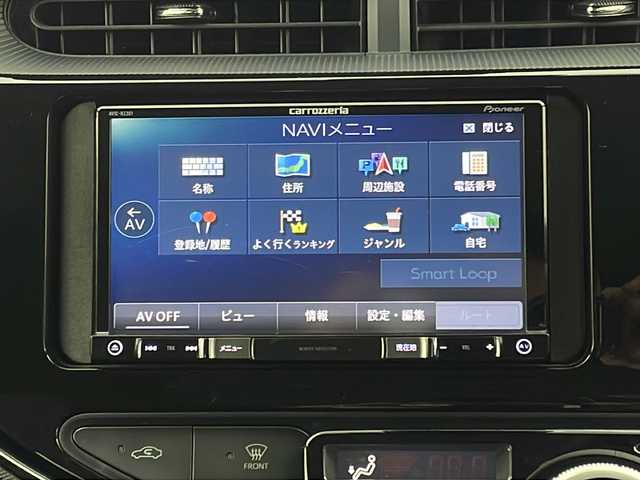 carrozzeria
Pioneer
NAVIメニュー
閉じる
名称
住所
周辺施設
電話番号
AV
登録地/履歴
よく行くランキング
ジャンル
自宅
Smart Loop
AV OFF
ビュー
情報
設定・編集
ルート
TRK
メニュー
現在地
VOL
AV
FRONT